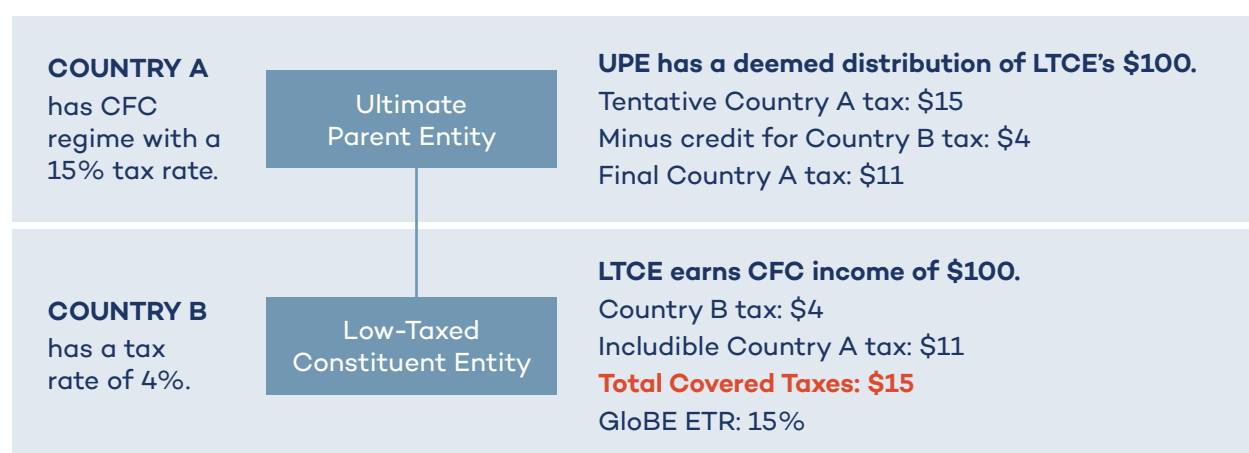 COUNTRY A
has CFC
regime with a
15% tax rate.
Ultimate
Parent Entity
UPE has a deemed distribution of LTCE's $100.
Tentative Country A tax: $15
Minus credit for Country B tax: $4
Final Country A tax: $11
COUNTRY B
has a tax
rate of 4%.
Low-Taxed
Constituent Entity
LTCE earns CFC income of $100.
Country B tax: $4
Includible Country A tax: $11
Total Covered Taxes: $15
GloBE ETR: 15%